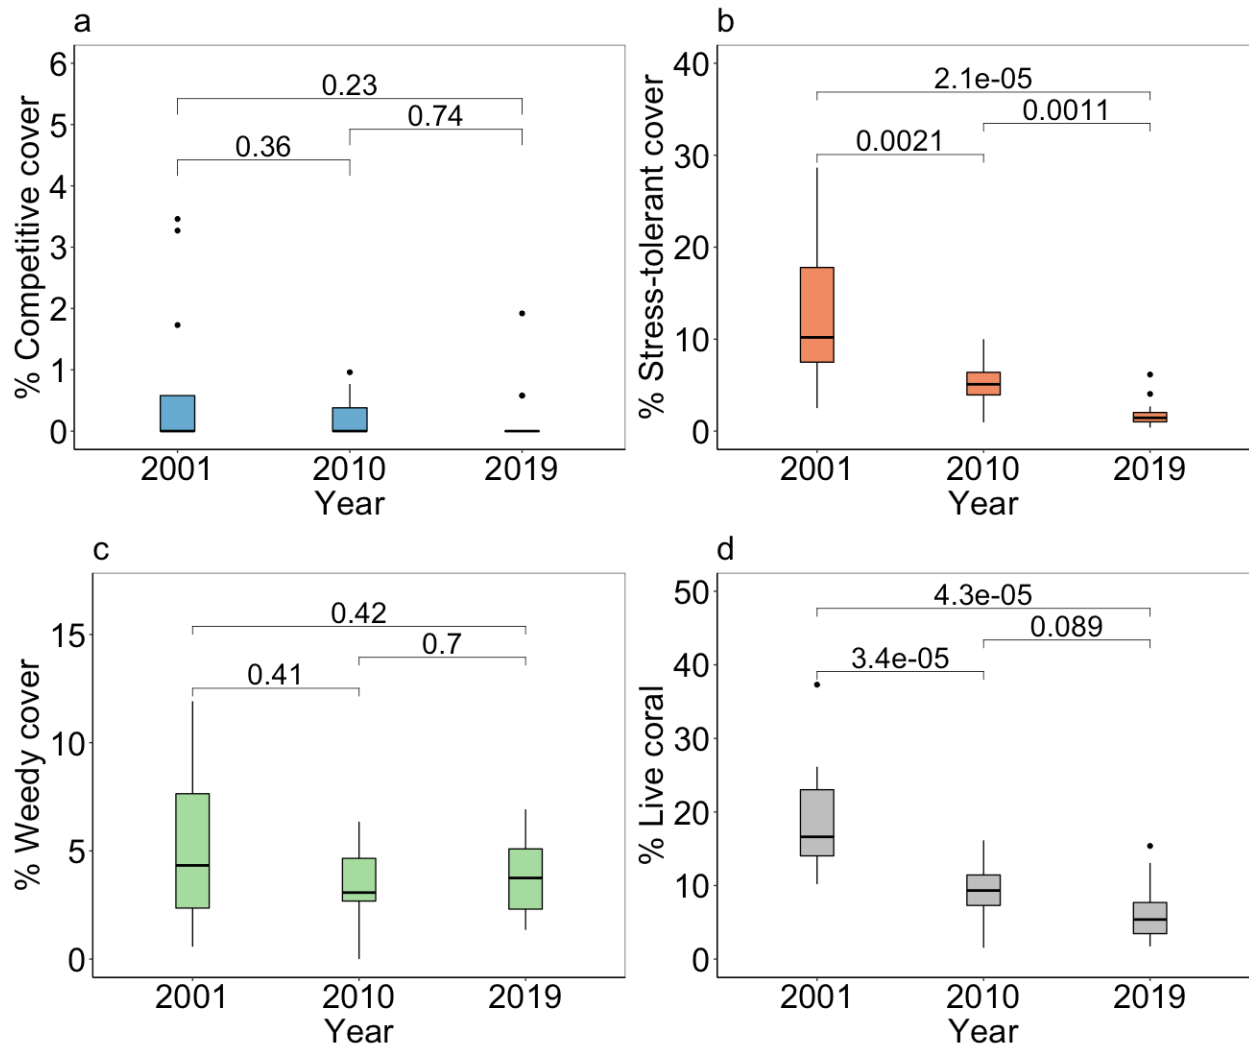 a
% Competitive cover
6
5
4
3
2
1
0
0.23
0.74
0.36
2001 2010 2019
Year
b
% Stress-tolerant cover
40
30
20
10
0
2.1e-05
0.0011
0.0021
2001 2010 2019
Year
c
% Weedy cover
15
10
5
0
0.42
0.7
0.41
2001 2010 2019
Year
d
% Live coral
50
40
30
20
10
0
4.3e-05
0.089
3.4e-05
2001 2010 2019
Year